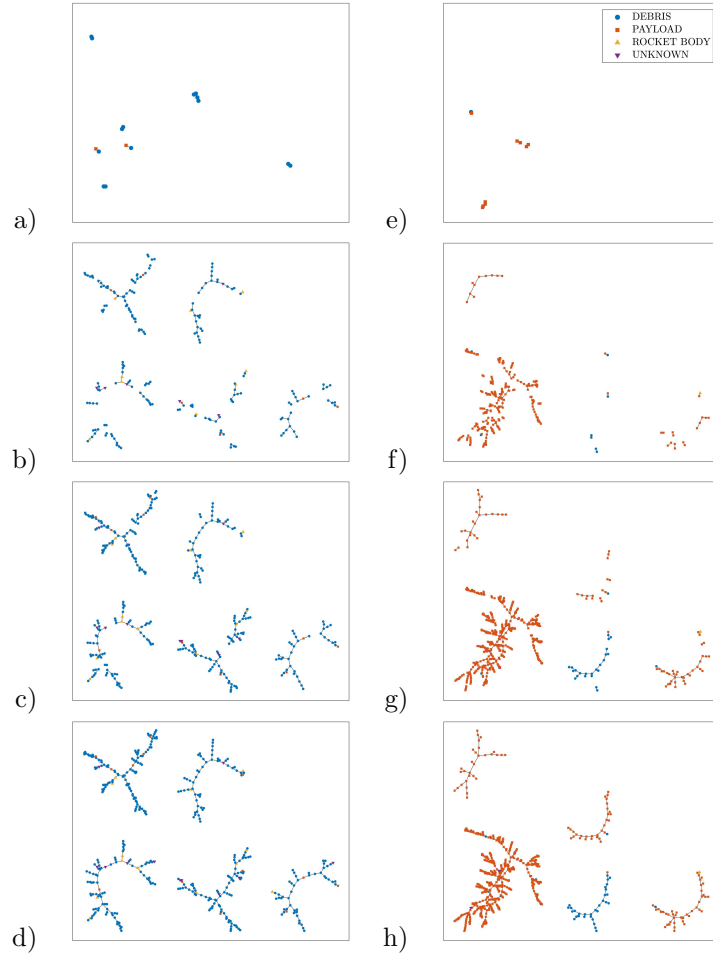 DEBRIS
PAYLOAD
ROCKET BODY
UNKNOWN
a)
e)
b)
f)
c)
g)
d)
h)